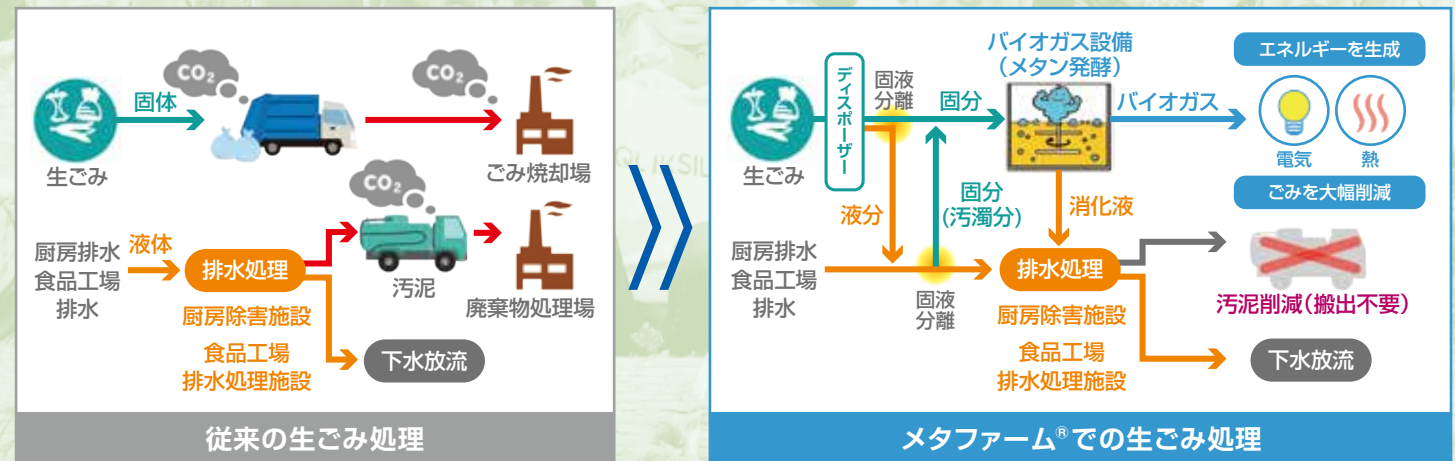 CO₂
CO₂
固体
生ごみ
ごみ焼却場
CO₂
厨房排水
食品工場
排水
液体
排水処理
汚泥
廃棄物処理場
厨房除害施設
食品工場
排水処理施設
下水放流
従来の生ごみ処理
生ごみ
ディスポーザー
固液
分離
固分
バイオガス設備
(メタン発酵)
バイオガス
エネルギーを生成
電気
熱
ごみを大幅削減
液分
固分
(汚濁分)
消化液
厨房排水
食品工場
排水
固液
分離
排水処理
汚泥削減(搬出不要)
厨房除害施設
食品工場
排水処理施設
下水放流
メタファーム®での生ごみ処理